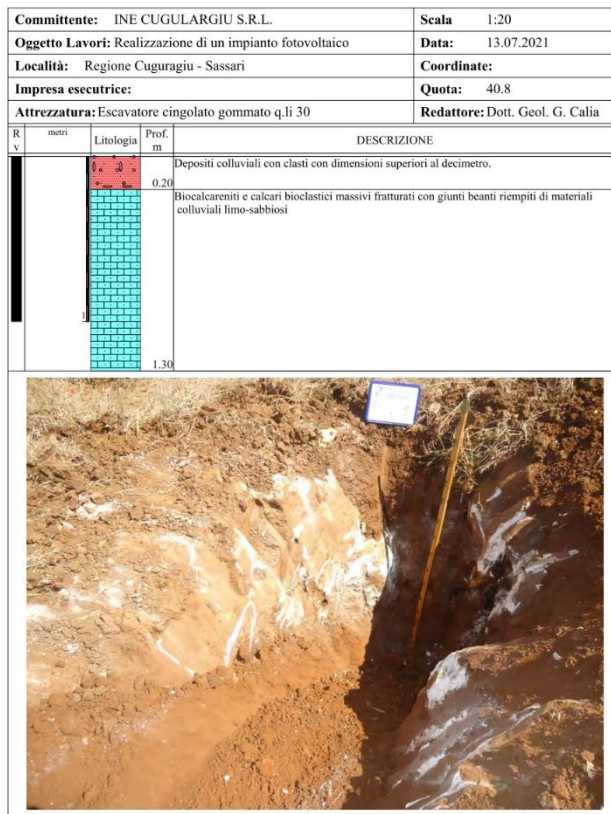 Committente: INE CUGULARGIU S.R.L.
Scala 1:20
Oggetto Lavori: Realizzazione di un impianto fotovoltaico
Data: 13.07.2021
Località: Regione Cuguragiu - Sassari
Coordinate:
Impresa esecutrice:
Quota: 40.8
Attrezzatura: Escavatore cingolato gommato q.li 30
Redattore: Dott. Geol. G. Calia
R v
metri
Litologia
Prof. m
DESCRIZIONE
Depositi colluviali con clasti con dimensioni superiori al decimetro.
0.20
Biocalcareniti e calcari bioclastici massivi fratturati con giunti beanti riempiti di materiali
colluviali limo-sabbiosi
1
1.30